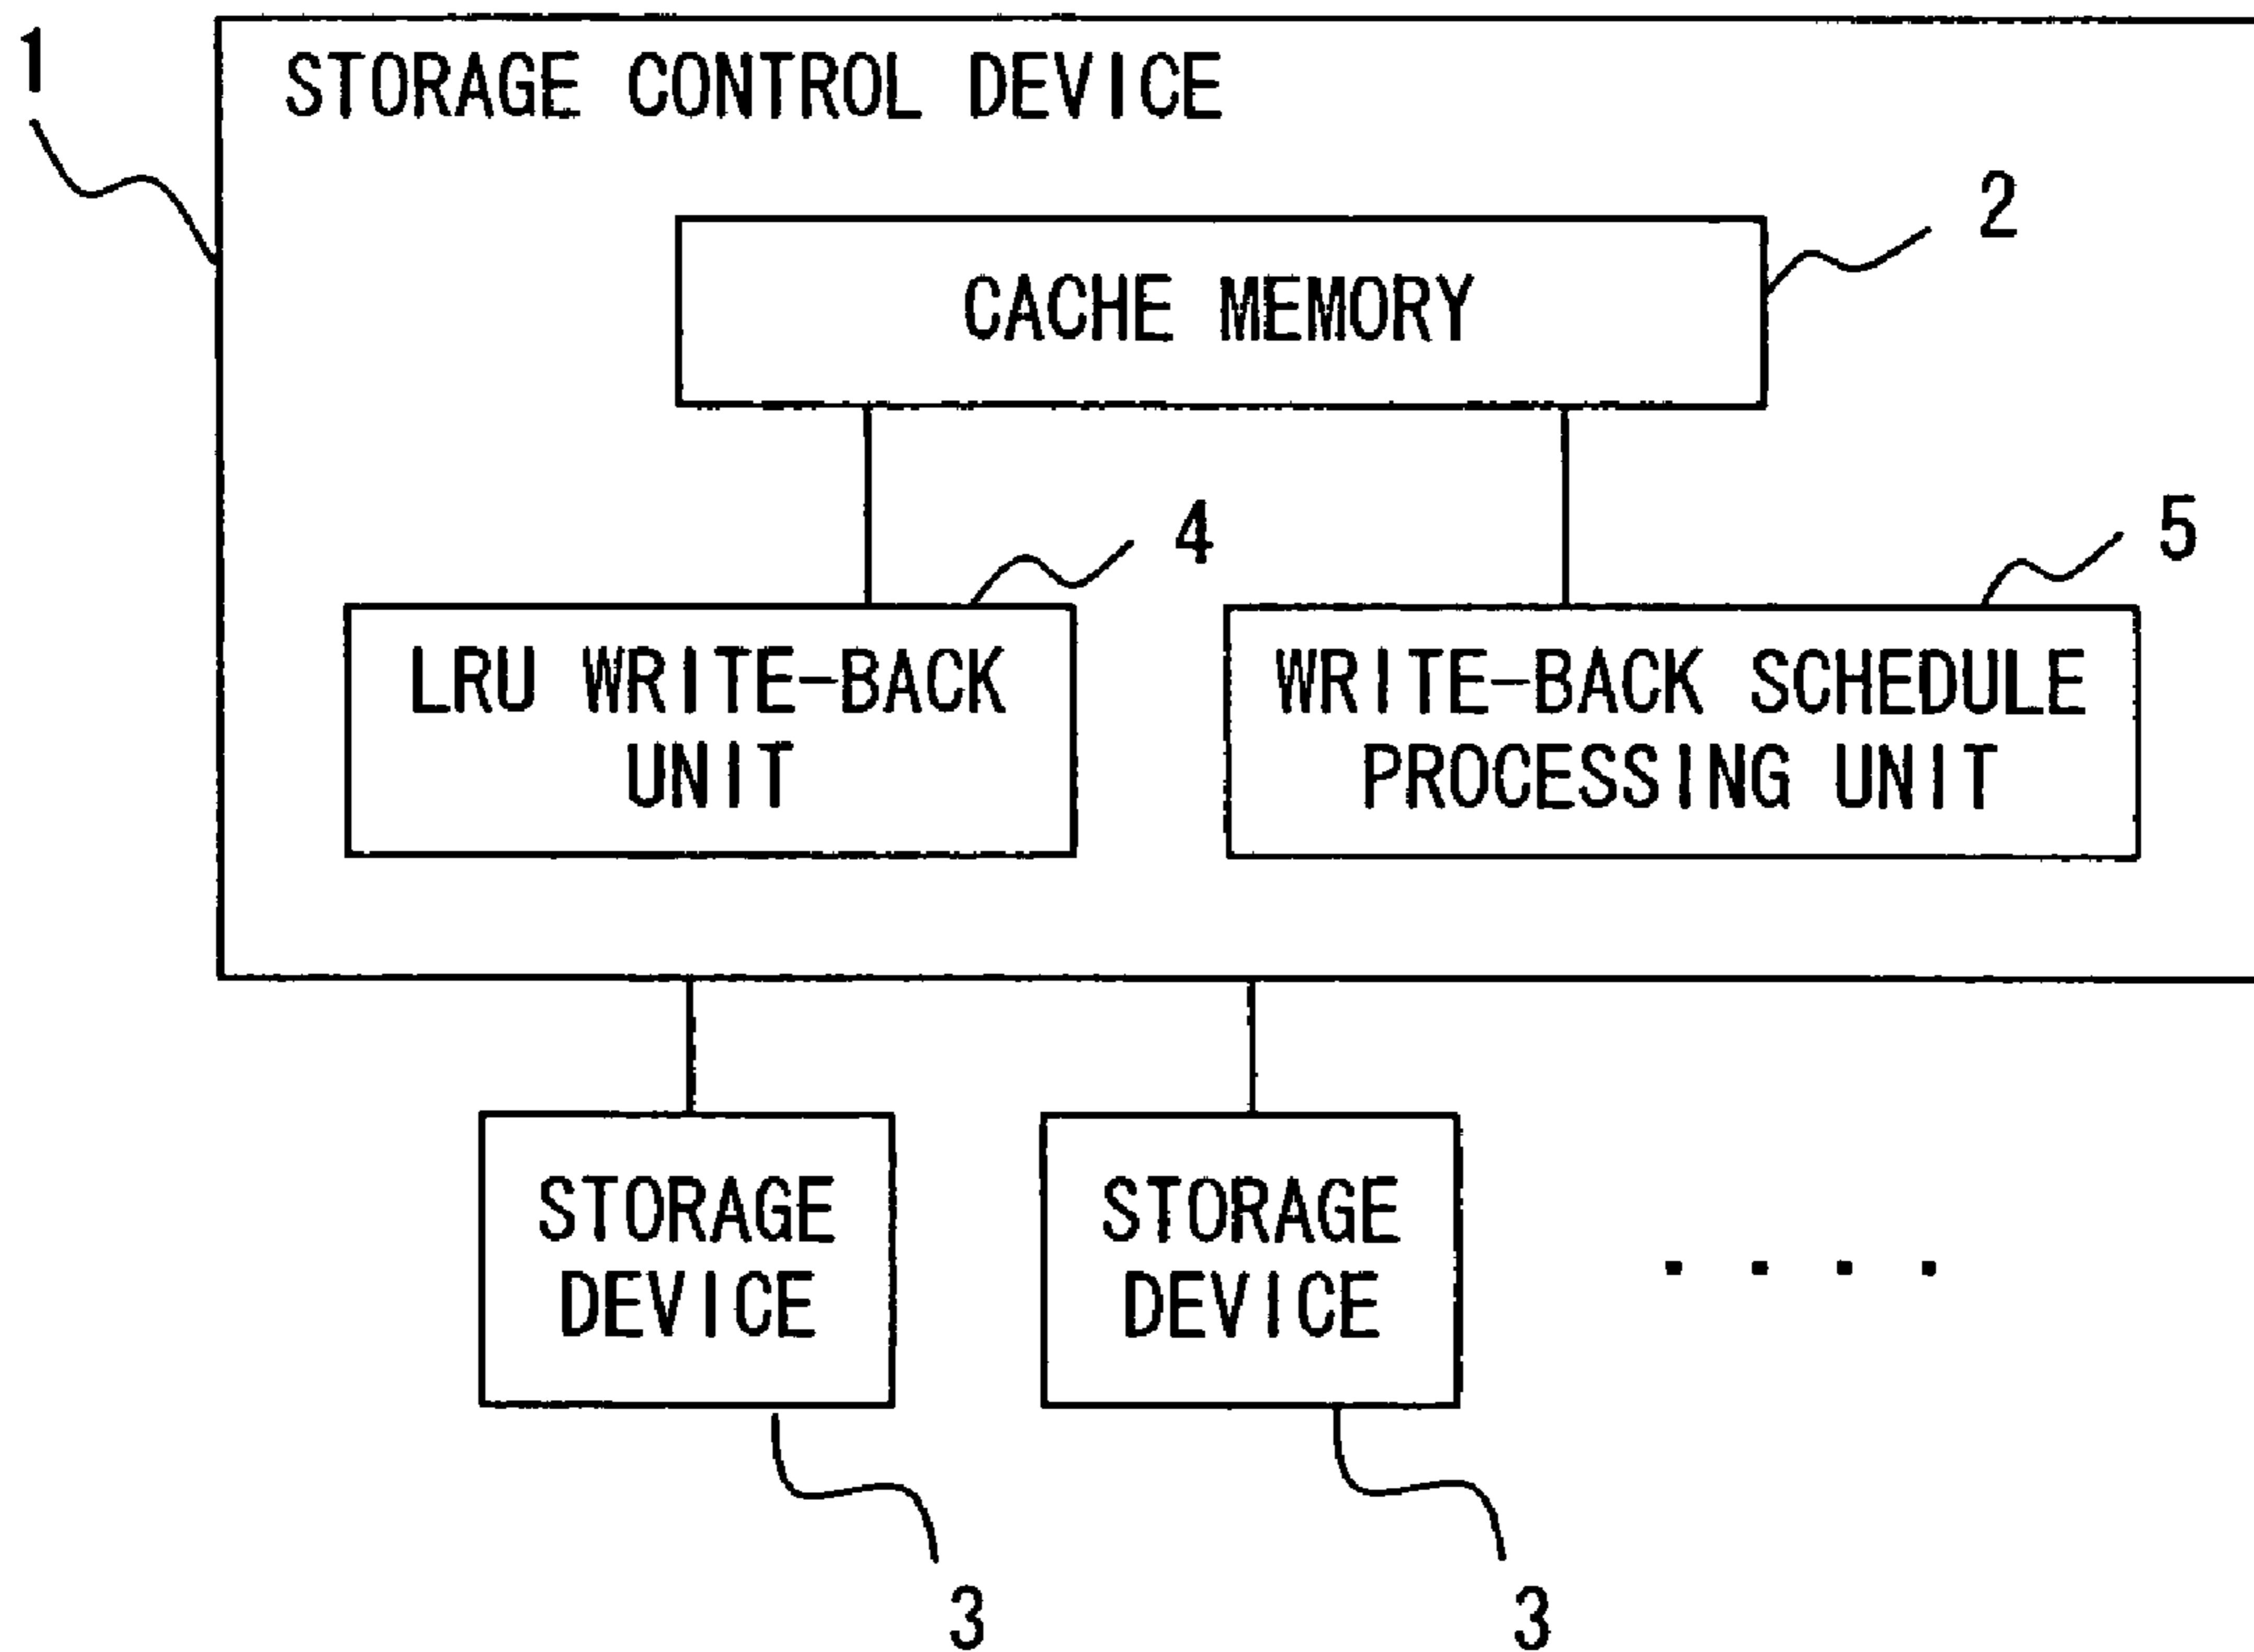 1
STORAGE CONTROL DEVICE
2
CACHE MEMORY
4
5
LRU WRITE-BACK
UNIT
WRITE-BACK SCHEDULE
PROCESSING UNIT
STORAGE
DEVICE
STORAGE
DEVICE
. . . .
3
3